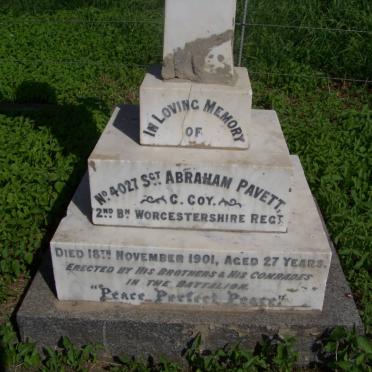 IN LOVING MEMORY
OF
No 4027 SGT ABRAHAM PAVETT
G. COY.
2ND BN WORCESTERSHIRE REGT
DIED 18TH NOVEMBER 1901, AGED 27 YEARS.
ERECTED BY HIS BROTHERS & HIS COMRADES
IN THE BATTALION.
"Peace Perfect Peace"